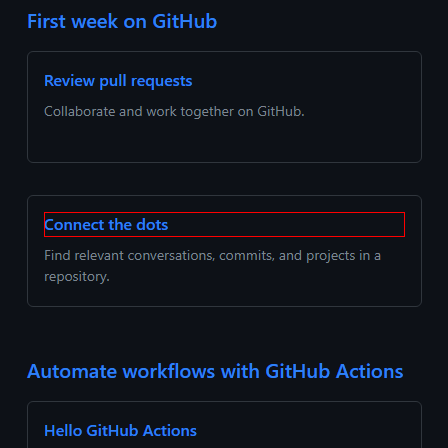 First week on GitHub
Review pull requests
Collaborate and work together on GitHub.
Connect the dots
Find relevant conversations, commits, and projects in a
repository.
Automate workflows with GitHub Actions
Hello GitHub Actions